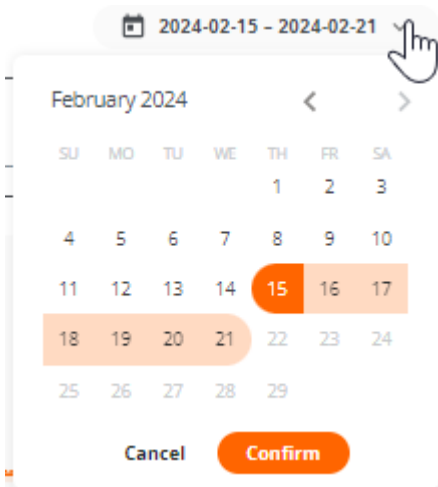 2024-02-15 – 2024-02-21
February 2024
SU MO TU WE TH FR SA
1 2 3
4 5 6 7 8 9 10
11 12 13 14 15 16 17
18 19 20 21 22 23 24
25 26 27 28 29
Cancel Confirm